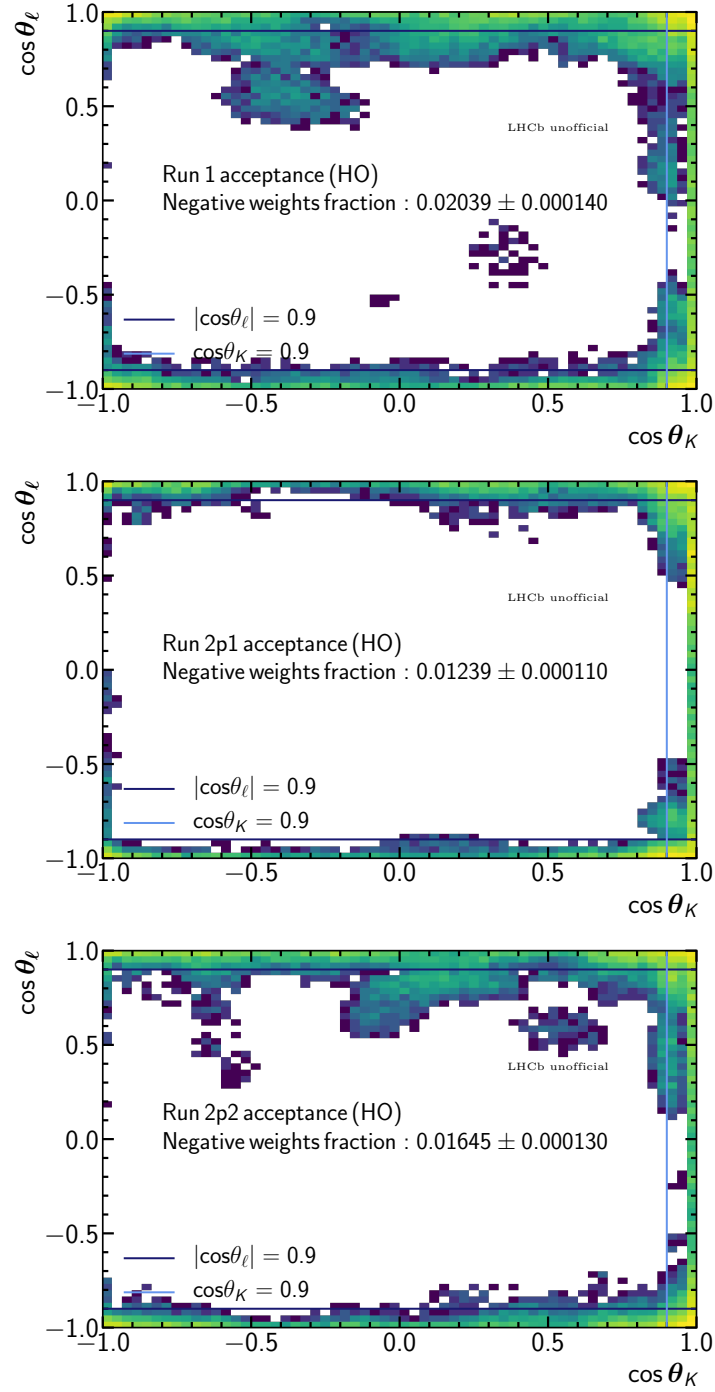 cos θℓ
1.0
0.5
0.0
−0.5
−1.0
LHCb unofficial
Run 1 acceptance (HO)
Negative weights fraction : 0.02039 ± 0.000140
|cosθℓ| = 0.9
cosθK = 0.9
−1.0 −0.5 0.0 0.5 1.0
cos θK
cos θℓ
1.0
0.5
0.0
−0.5
−1.0
LHCb unofficial
Run 2p1 acceptance (HO)
Negative weights fraction : 0.01239 ± 0.000110
|cosθℓ| = 0.9
cosθK = 0.9
−1.0 −0.5 0.0 0.5 1.0
cos θK
cos θℓ
1.0
0.5
0.0
−0.5
−1.0
LHCb unofficial
Run 2p2 acceptance (HO)
Negative weights fraction : 0.01645 ± 0.000130
|cosθℓ| = 0.9
cosθK = 0.9
−1.0 −0.5 0.0 0.5 1.0
cos θK